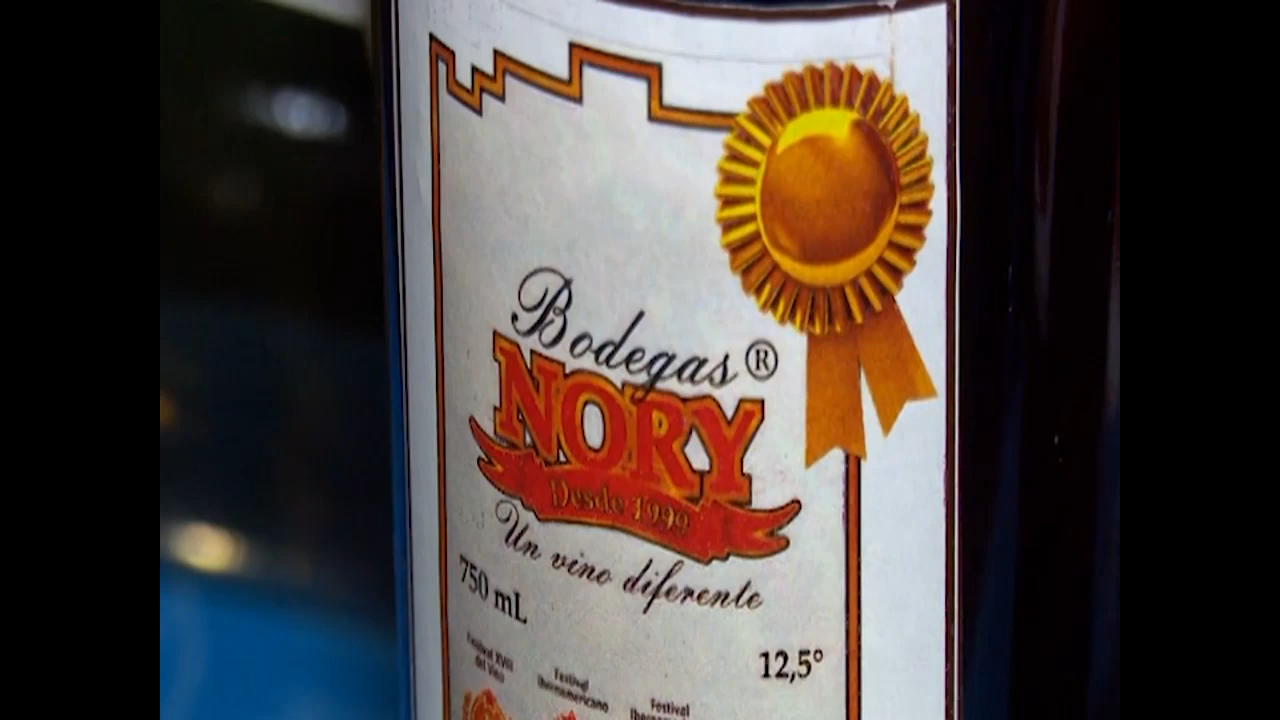 Bodegas®
NORY
Desde 1999
Un vino diferente
750 mL
12,5°
Festival XVIII
del Vino
Festival
Iberoamericano
Festival